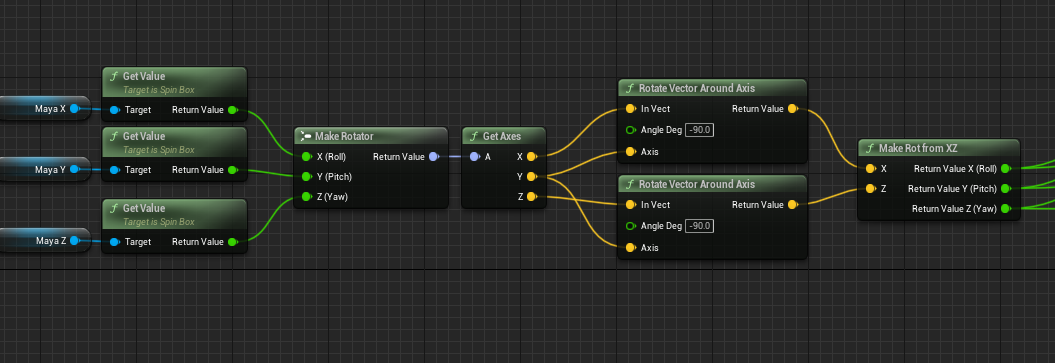 Maya X
Get Value
Target is Spin Box
Target Return Value
Maya Y
Get Value
Target is Spin Box
Target Return Value
Maya Z
Get Value
Target is Spin Box
Target Return Value
Make Rotator
X (Roll) Return Value
Y (Pitch)
Z (Yaw)
Get Axes
A X
Y
Z
Rotate Vector Around Axis
In Vect Return Value
Angle Deg -90.0
Axis
Rotate Vector Around Axis
In Vect Return Value
Angle Deg -90.0
Axis
Make Rot from XZ
X Return Value X (Roll)
Z Return Value Y (Pitch)
Return Value Z (Yaw)